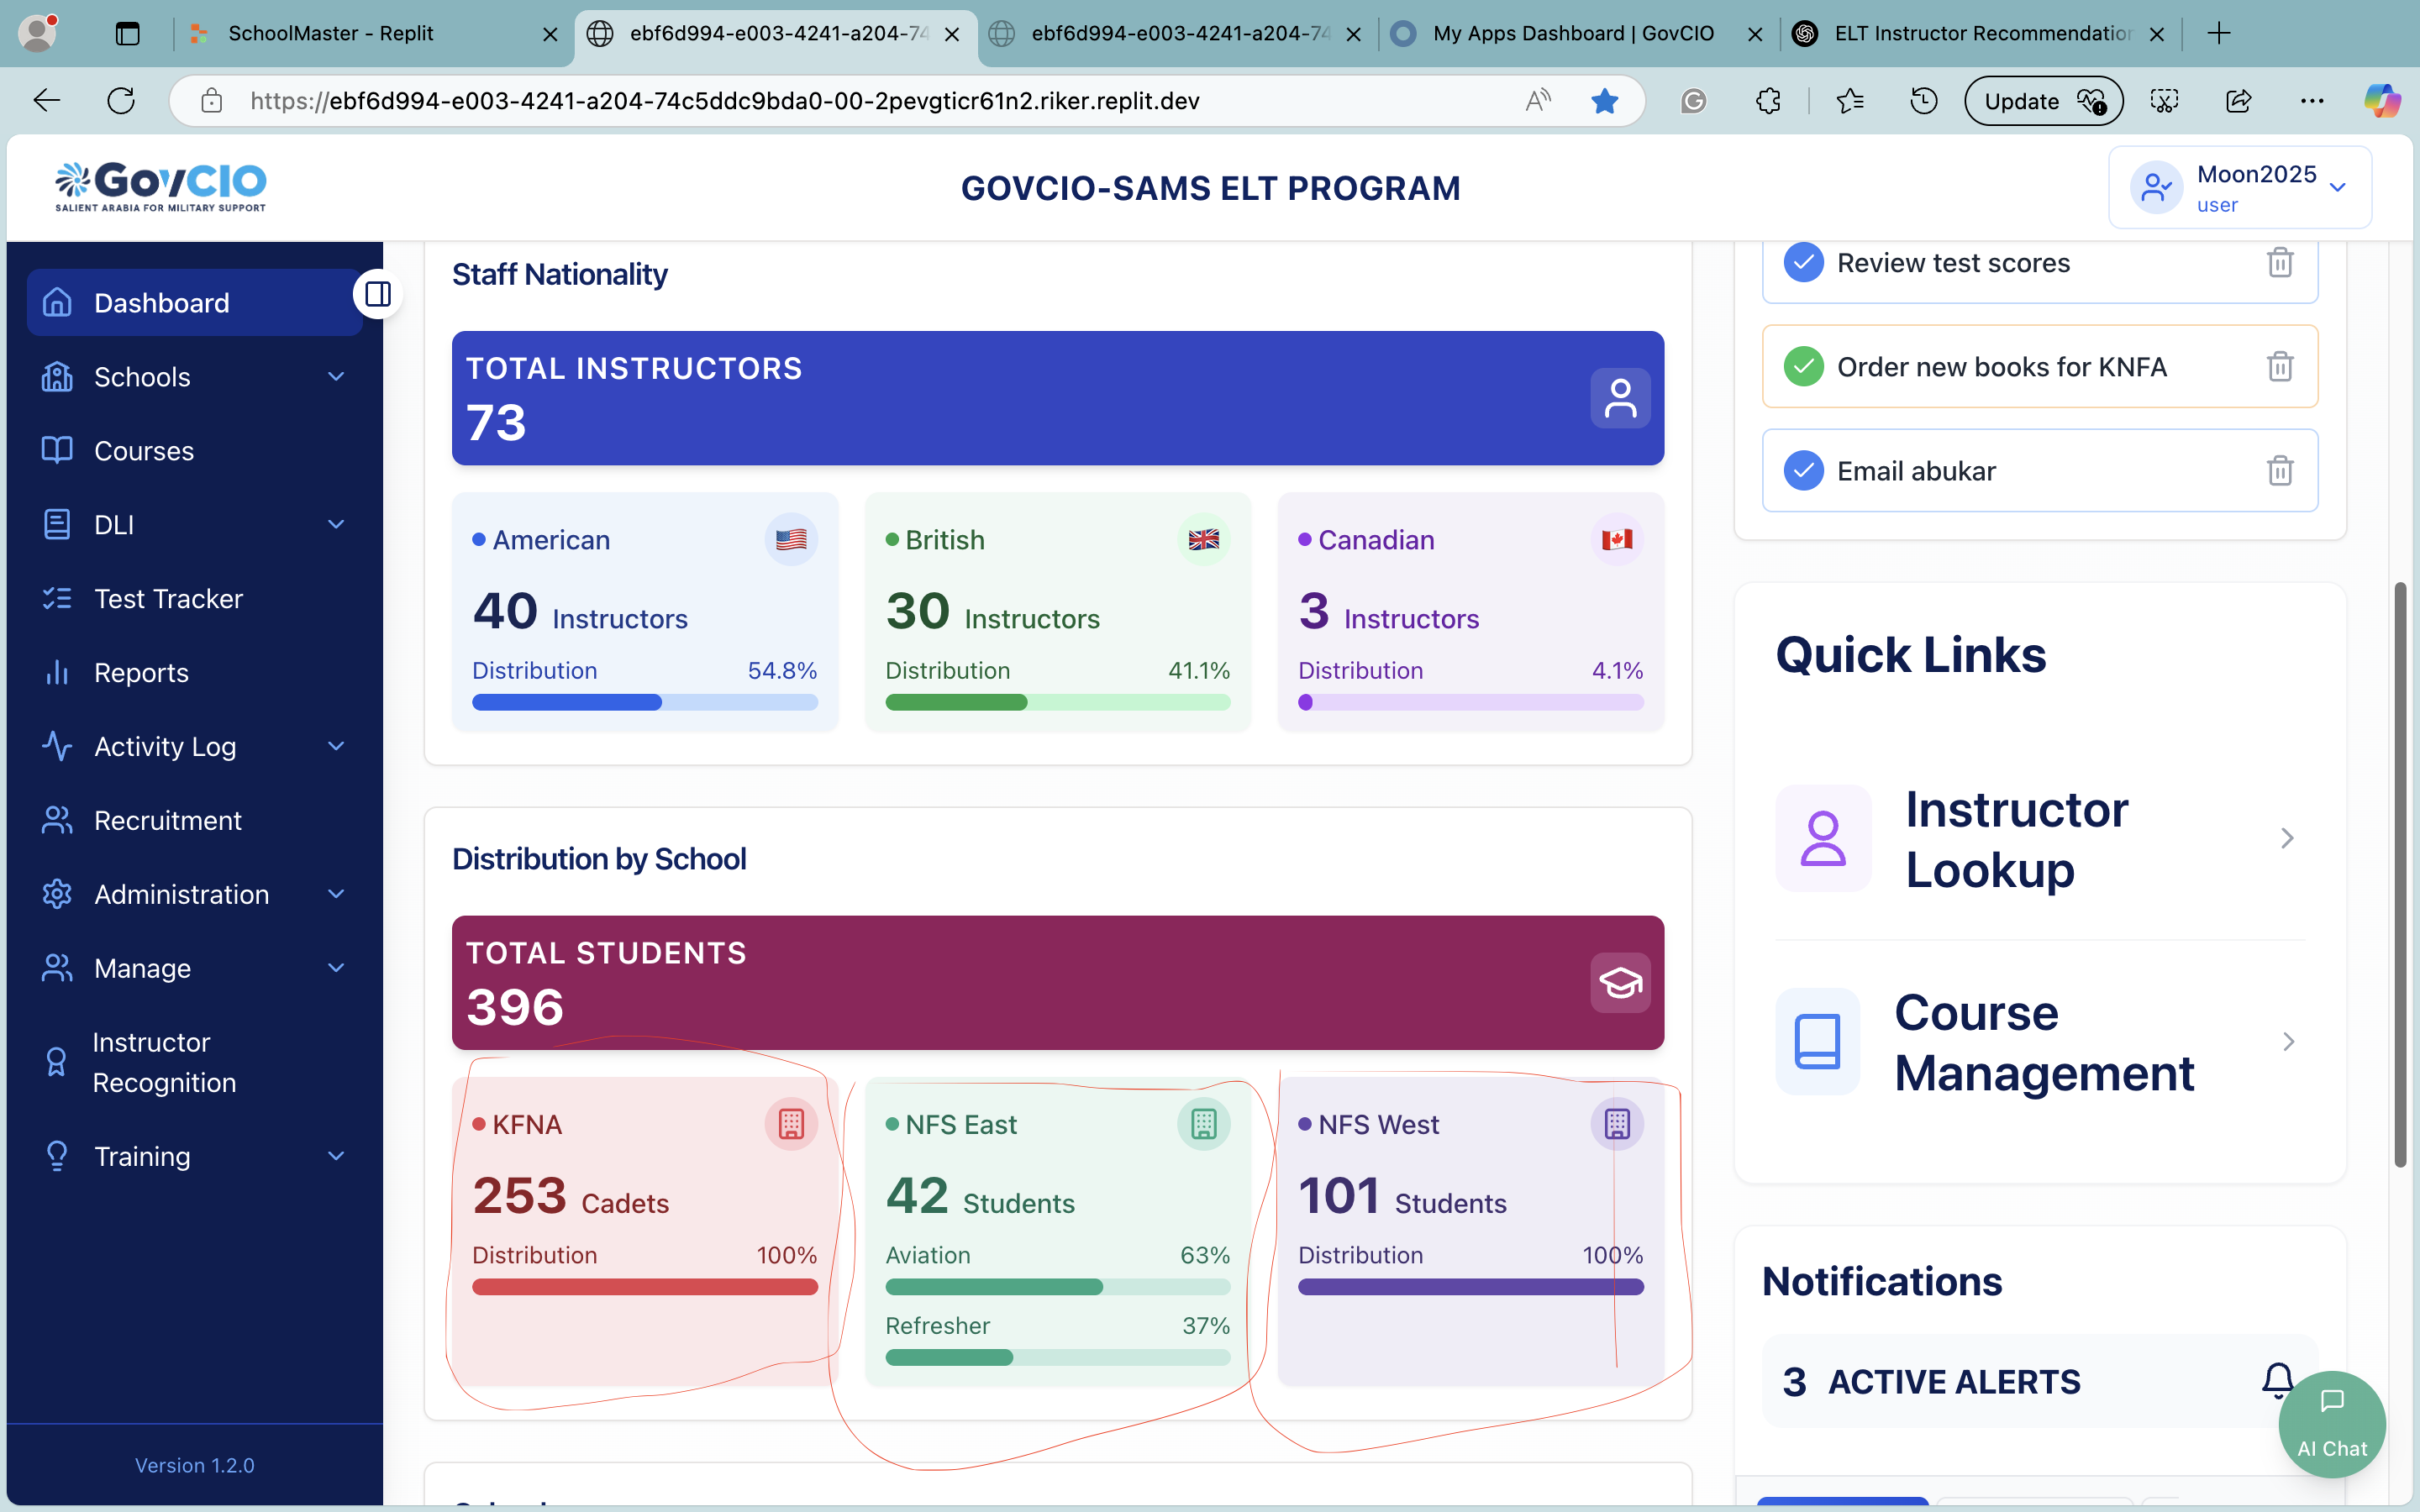 SchoolMaster - Replit
ebf6d994-e003-4241-a204-74
ebf6d994-e003-4241-a204-74
My Apps Dashboard | GovCIO
ELT Instructor Recommendation
https://ebf6d994-e003-4241-a204-74c5ddc9bda0-00-2pevgticr61n2.riker.replit.dev
Update
GovCIO
SALIENT ARABIA FOR MILITARY SUPPORT
GOVCIO-SAMS ELT PROGRAM
Moon2025
user
Dashboard
Schools
Courses
DLI
Test Tracker
Reports
Activity Log
Recruitment
Administration
Manage
Instructor
Recognition
Training
Version 1.2.0
Staff Nationality
TOTAL INSTRUCTORS
73
American
40 Instructors
Distribution 54.8%
British
30 Instructors
Distribution 41.1%
Canadian
3 Instructors
Distribution 4.1%
Distribution by School
TOTAL STUDENTS
396
KFNA
253 Cadets
Distribution 100%
NFS East
42 Students
Aviation 63%
Refresher 37%
NFS West
101 Students
Distribution 100%
Review test scores
Order new books for KNFA
Email abukar
Quick Links
Instructor
Lookup
Course
Management
Notifications
3 ACTIVE ALERTS
AI Chat